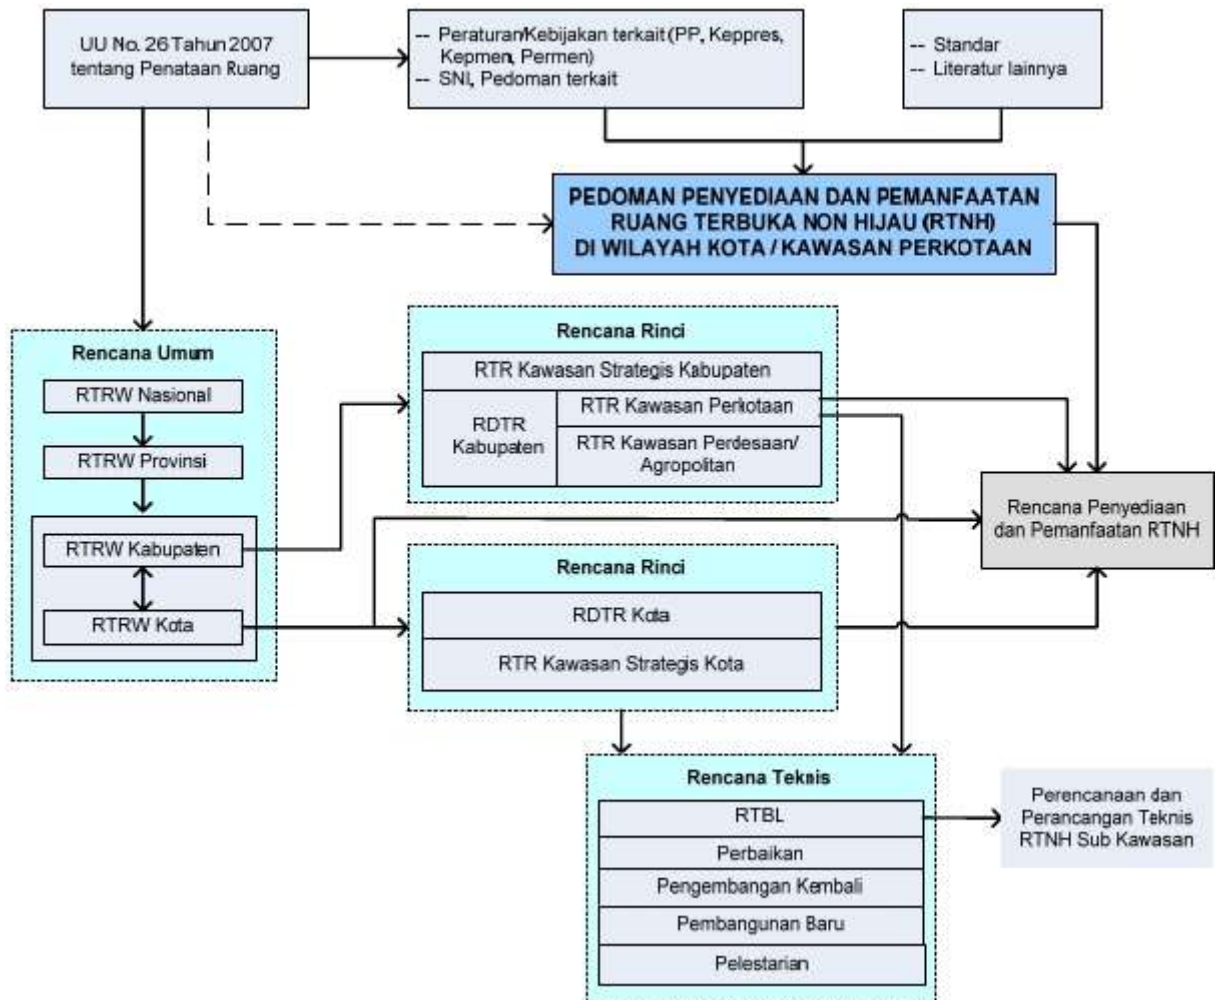 UU No. 26 Tahun 2007
tentang Penataan Ruang
-- Peraturan/Kebijakan terkait (PP, Keppres,
Kepmen, Permen)
-- SNI, Pedoman terkait
-- Standar
-- Literatur lainnya
PEDOMAN PENYEDIAAN DAN PEMANFAATAN
RUANG TERBUKA NON HIJAU (RTNH)
DI WILAYAH KOTA / KAWASAN PERKOTAAN
Rencana Umum
RTRW Nasional
RTRW Provinsi
RTRW Kabupaten
RTRW Kota
Rencana Rinci
RTR Kawasan Strategis Kabupaten
RDTR
Kabupaten
RTR Kawasan Perkotaan
RTR Kawasan Perdesaan/
Agropolitan
Rencana Rinci
RDTR Kota
RTR Kawasan Strategis Kota
Rencana Penyediaan
dan Pemanfaatan RTNH
Rencana Teknis
RTBL
Perbaikan
Pengembangan Kembali
Pembangunan Baru
Pelestarian
Perencanaan dan
Perancangan Teknis
RTNH Sub Kawasan